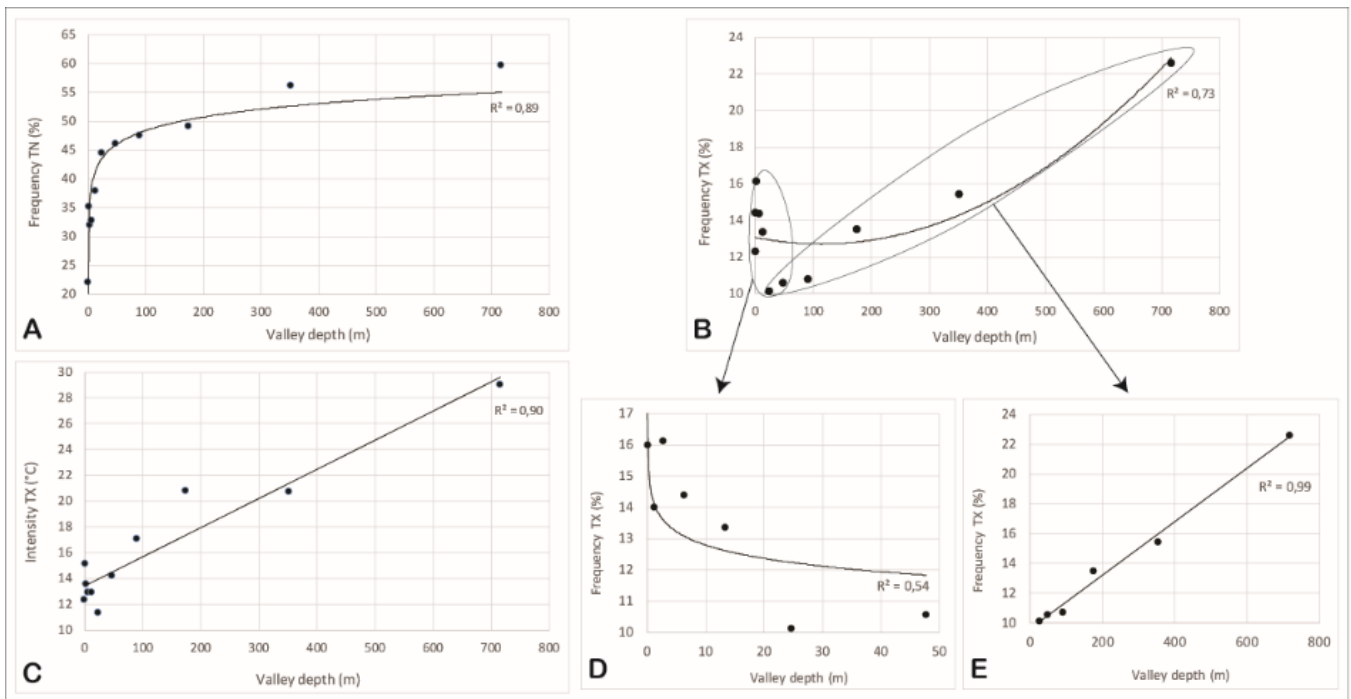 65
60
55
50
45
40
35
30
25
20
Frequency TN (%)
R² = 0,89
0 100 200 300 400 500 600 700 800
Valley depth (m)
A
24
22
20
18
16
14
12
10
Frequency TX (%)
R² = 0,73
0 100 200 300 400 500 600 700 800
Valley depth (m)
B
30
28
26
24
22
20
18
16
14
12
10
Intensity TX (°C)
R² = 0,90
0 100 200 300 400 500 600 700 800
Valley depth (m)
C
17
16
15
14
13
12
11
10
Frequency TX (%)
R² = 0,54
0 10 20 30 40 50
Valley depth (m)
D
24
22
20
18
16
14
12
10
Frequency TX (%)
R² = 0,99
0 200 400 600 800
Valley depth (m)
E